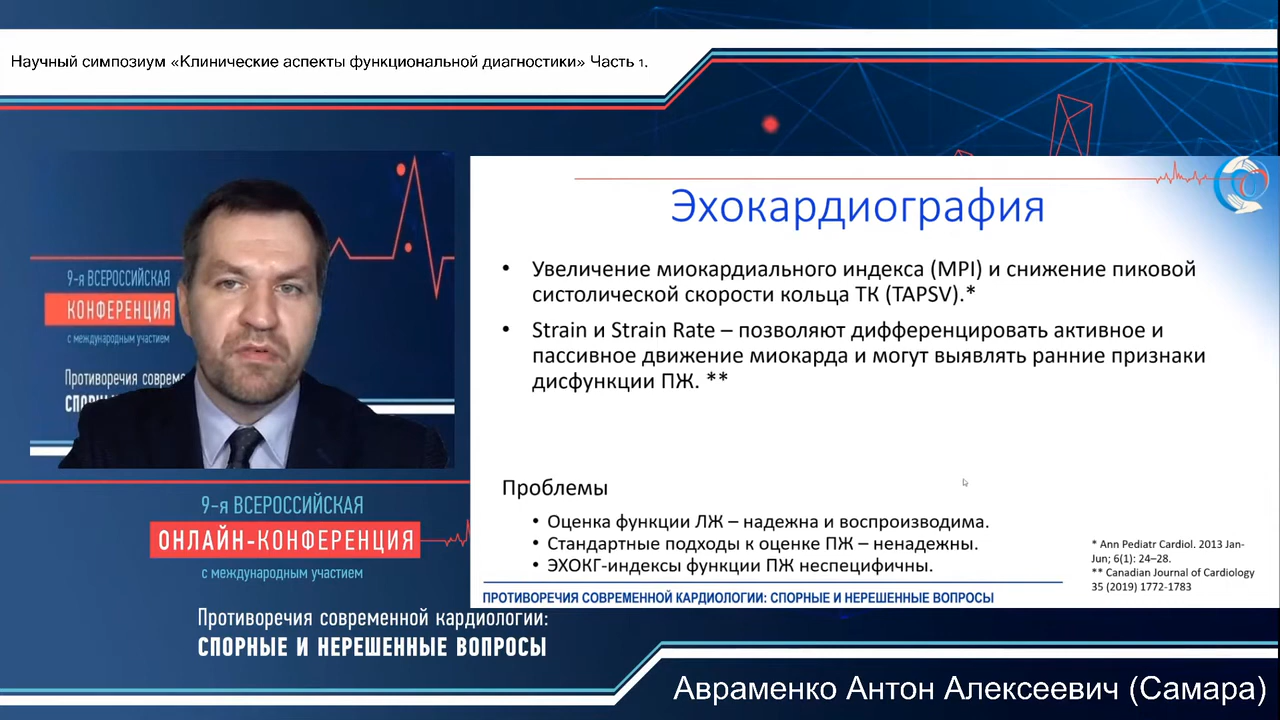 Научный симпозиум «Клинические аспекты функциональной диагностики» Часть 1.
9-я ВСЕРОССИЙСКАЯ
КОНФЕРЕНЦИЯ
с международным участием
Противоречия
Эхокардиография
• Увеличение миокардиального индекса (MPI) и снижение пиковой
систолической скорости кольца ТК (TAPSV).*
• Strain и Strain Rate – позволяют дифференцировать активное и
пассивное движение миокарда и могут выявлять ранние признаки
дисфункции ПЖ. **
Проблемы
• Оценка функции ЛЖ – надежна и воспроизводима.
• Стандартные подходы к оценке ПЖ – ненадежны.
• ЭХОКГ-индексы функции ПЖ неспецифичны.
* Ann Pediatr Cardiol. 2013 Jan-
Jun; 6(1): 24–28.
** Canadian Journal of Cardiology
35 (2019) 1772-1783
ПРОТИВОРЕЧИЯ СОВРЕМЕННОЙ КАРДИОЛОГИИ: СПОРНЫЕ И НЕРЕШЕННЫЕ ВОПРОСЫ
9-я ВСЕРОССИЙСКАЯ
ОНЛАЙН-КОНФЕРЕНЦИЯ
с международным участием
Противоречия современной кардиологии:
СПОРНЫЕ И НЕРЕШЕННЫЕ ВОПРОСЫ
Авраменко Антон Алексеевич (Самара)